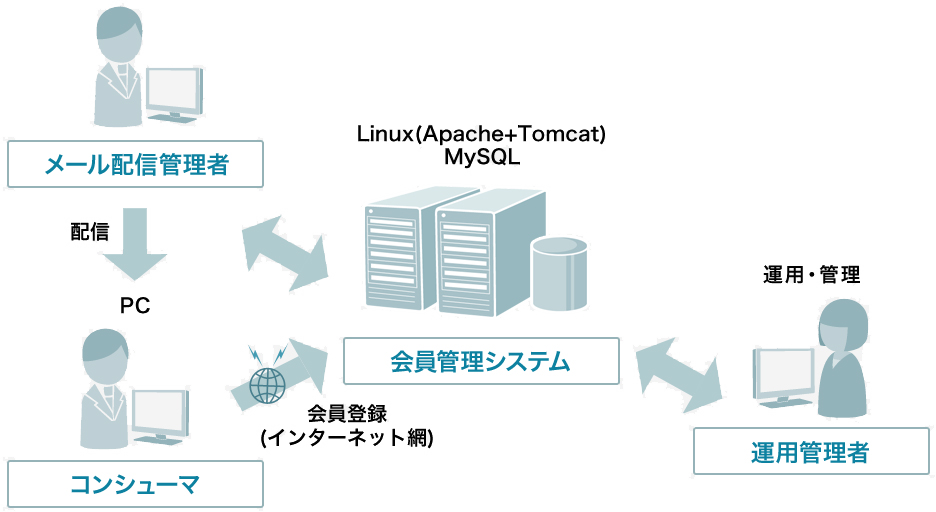 メール配信管理者
配信
PC
コンシューマ
Linux(Apache+Tomcat)
MySQL
会員管理システム
会員登録
(インターネット網)
運用・管理
運用管理者